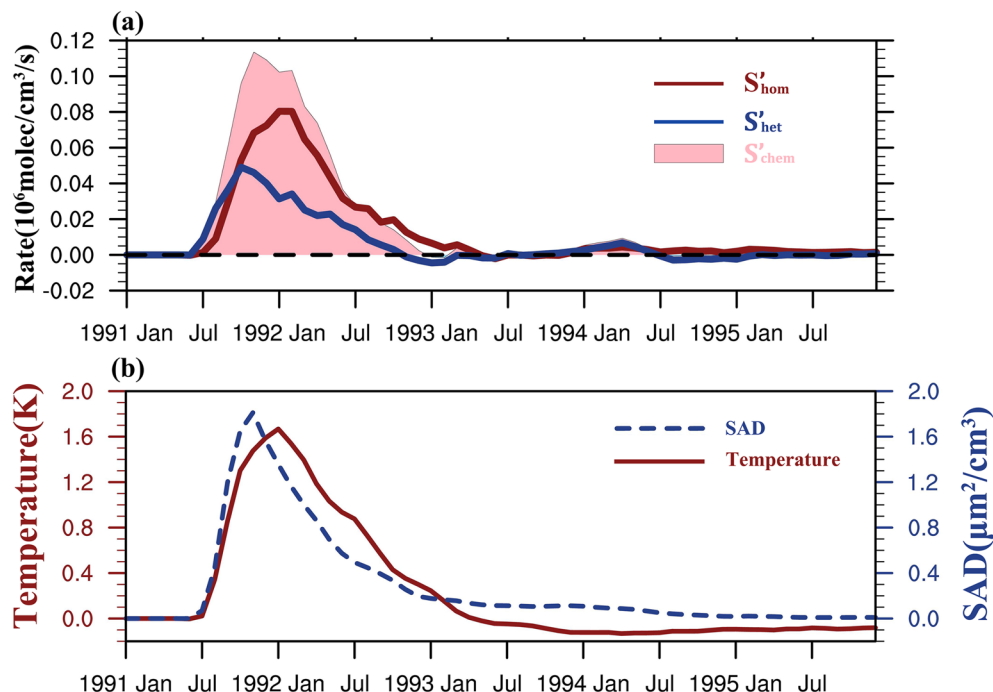 (a)
Rate(10⁶molec/cm³/s)
0.12
0.10
0.08
0.06
0.04
0.02
0.00
-0.02
S'hom
S'het
S'chem
1991 Jan Jul 1992 Jan Jul 1993 Jan Jul 1994 Jan Jul 1995 Jan Jul
(b)
Temperature(K)
2.0
1.6
1.2
0.8
0.4
0.0
SAD
Temperature
2.0
1.6
1.2
0.8
0.4
0.0
SAD(μm²/cm³)
1991 Jan Jul 1992 Jan Jul 1993 Jan Jul 1994 Jan Jul 1995 Jan Jul